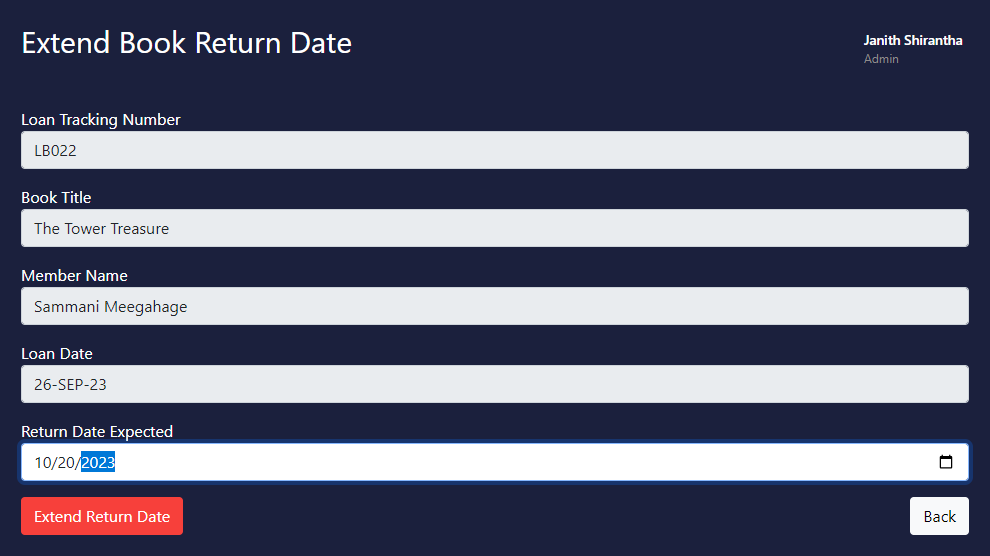 Extend Book Return Date
Janith Shirantha
Admin
Loan Tracking Number
LB022
Book Title
The Tower Treasure
Member Name
Sammani Meegahage
Loan Date
26-SEP-23
Return Date Expected
10/20/2023
Extend Return Date
Back